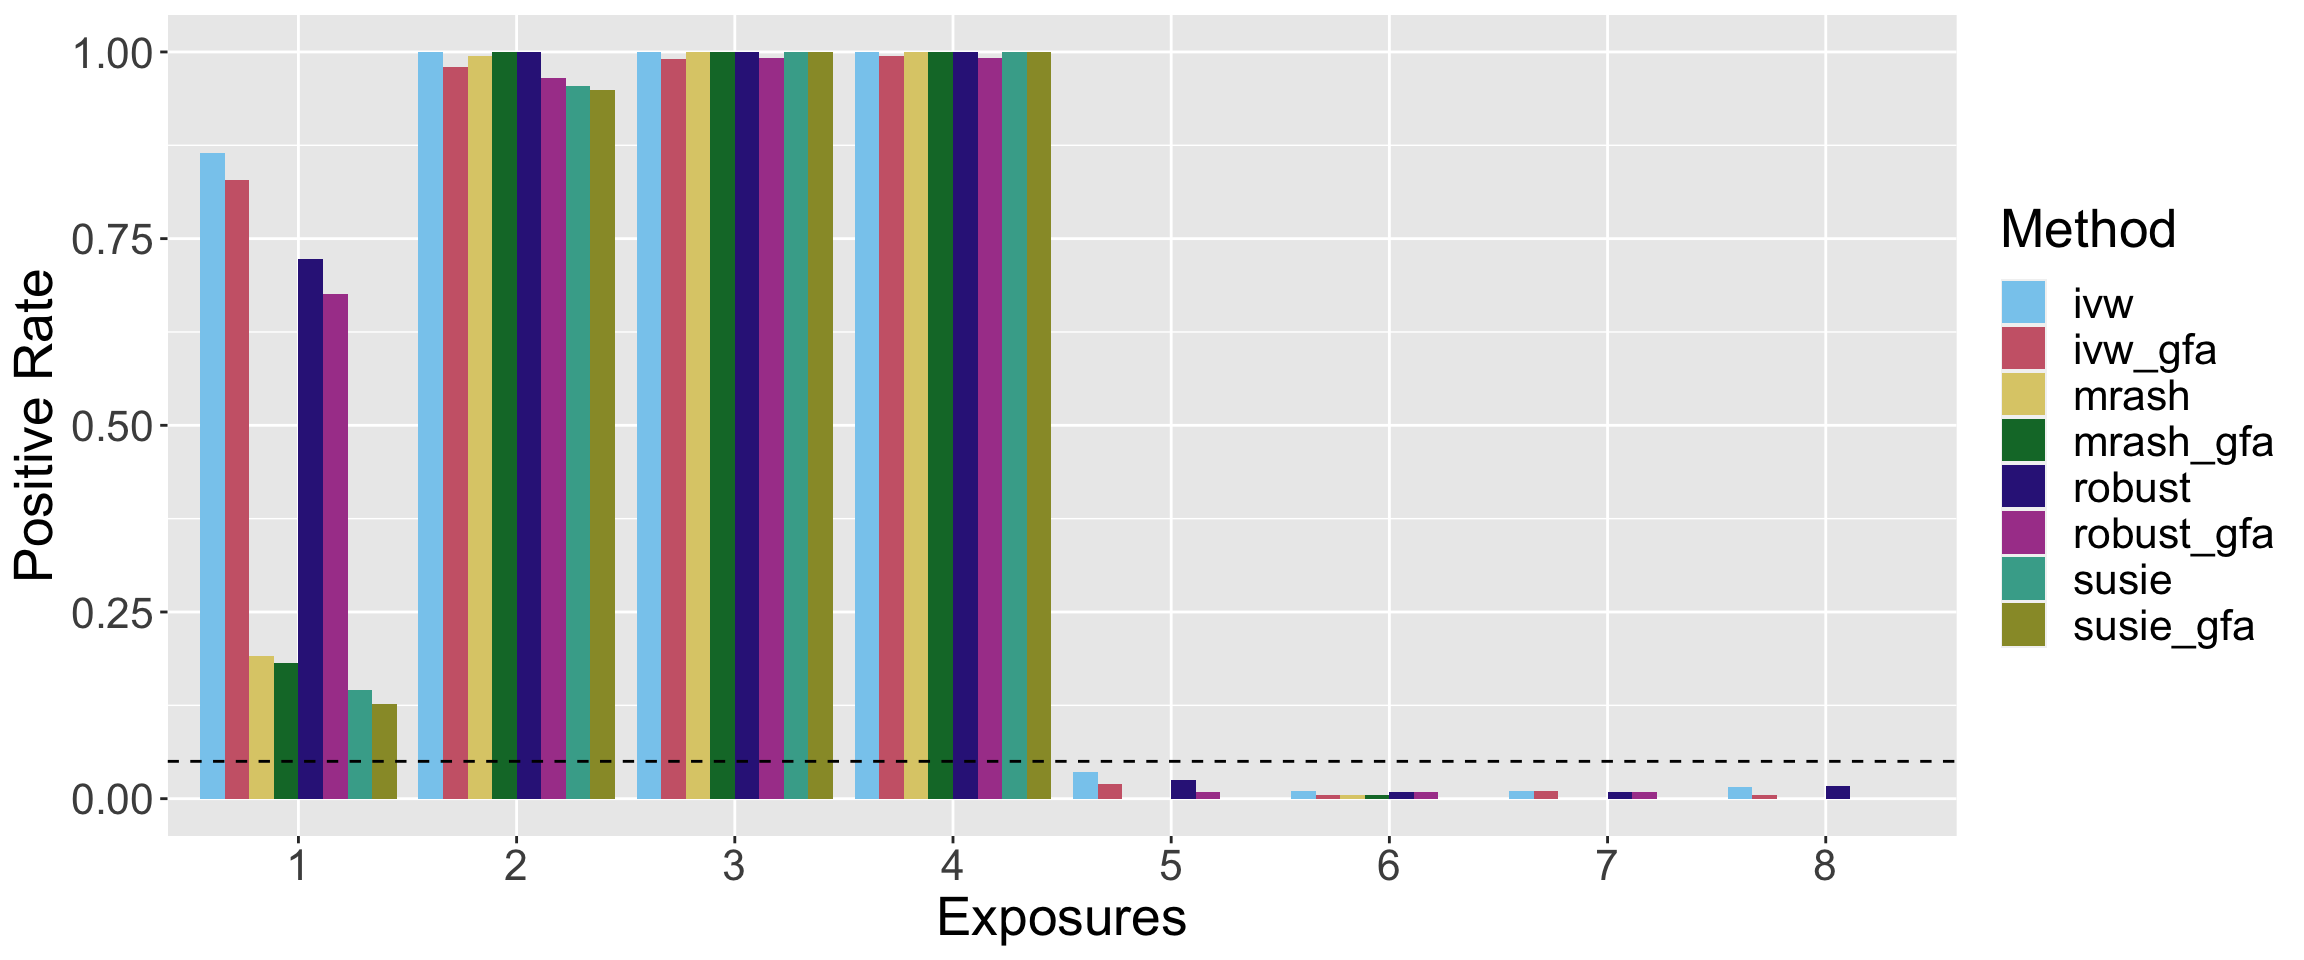 Positive Rate
1.00
0.75
0.50
0.25
0.00
1 2 3 4 5 6 7 8
Exposures
Method
ivw
ivw_gfa
mrash
mrash_gfa
robust
robust_gfa
susie
susie_gfa